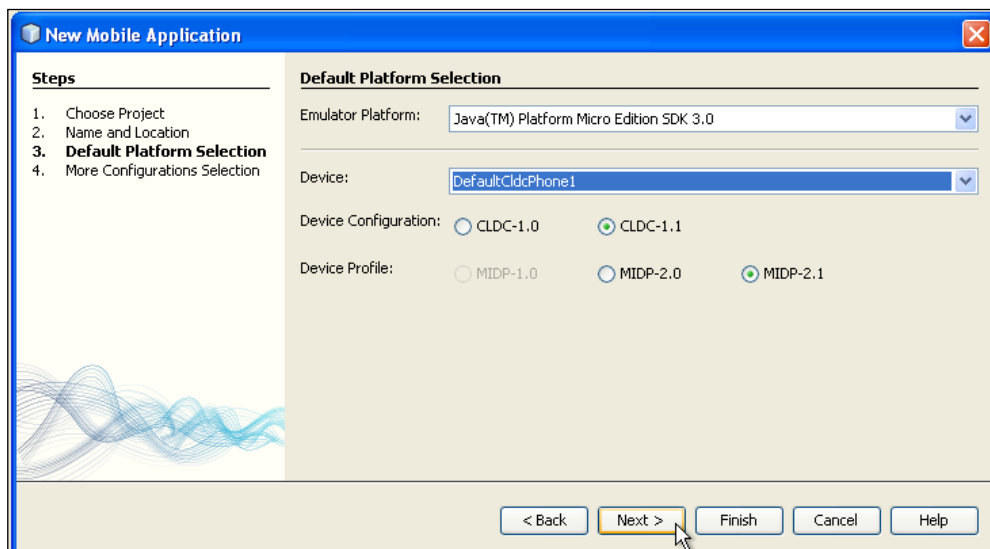 New Mobile Application
Steps
1. Choose Project
2. Name and Location
3. Default Platform Selection
4. More Configurations Selection
Default Platform Selection
Emulator Platform: Java(TM) Platform Micro Edition SDK 3.0
Device: DefaultCldcPhone1
Device Configuration: CLDC-1.0 CLDC-1.1
Device Profile: MIDP-1.0 MIDP-2.0 MIDP-2.1
< Back Next > Finish Cancel Help